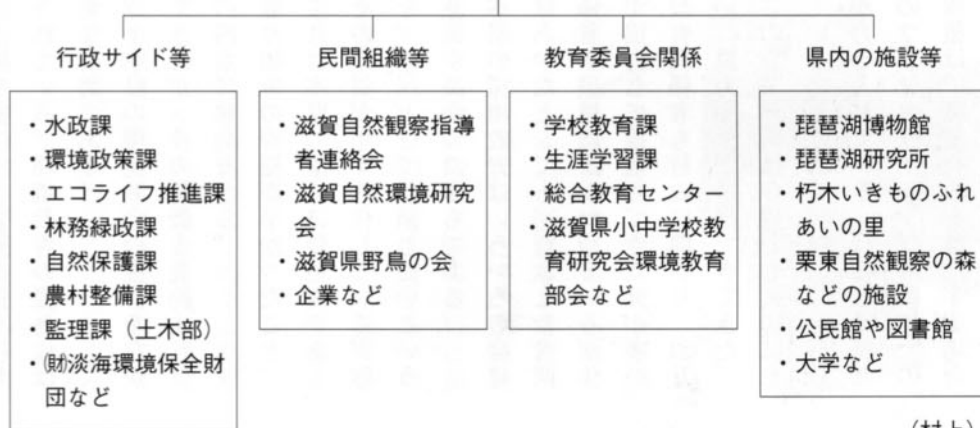 行政サイド等
・水政課
・環境政策課
・エコライフ推進課
・林務緑政課
・自然保護課
・農村整備課
・監理課（土木部）
・㈶淡海環境保全財
団など
民間組織等
・滋賀自然観察指導
者連絡会
・滋賀自然環境研究
会
・滋賀県野鳥の会
・企業など
教育委員会関係
・学校教育課
・生涯学習課
・総合教育センター
・滋賀県小中学校教
育研究会環境教育
部会など
県内の施設等
・琵琶湖博物館
・琵琶湖研究所
・朽木いきものふれ
あいの里
・栗東自然観察の森
などの施設
・公民館や図書館
・大学など